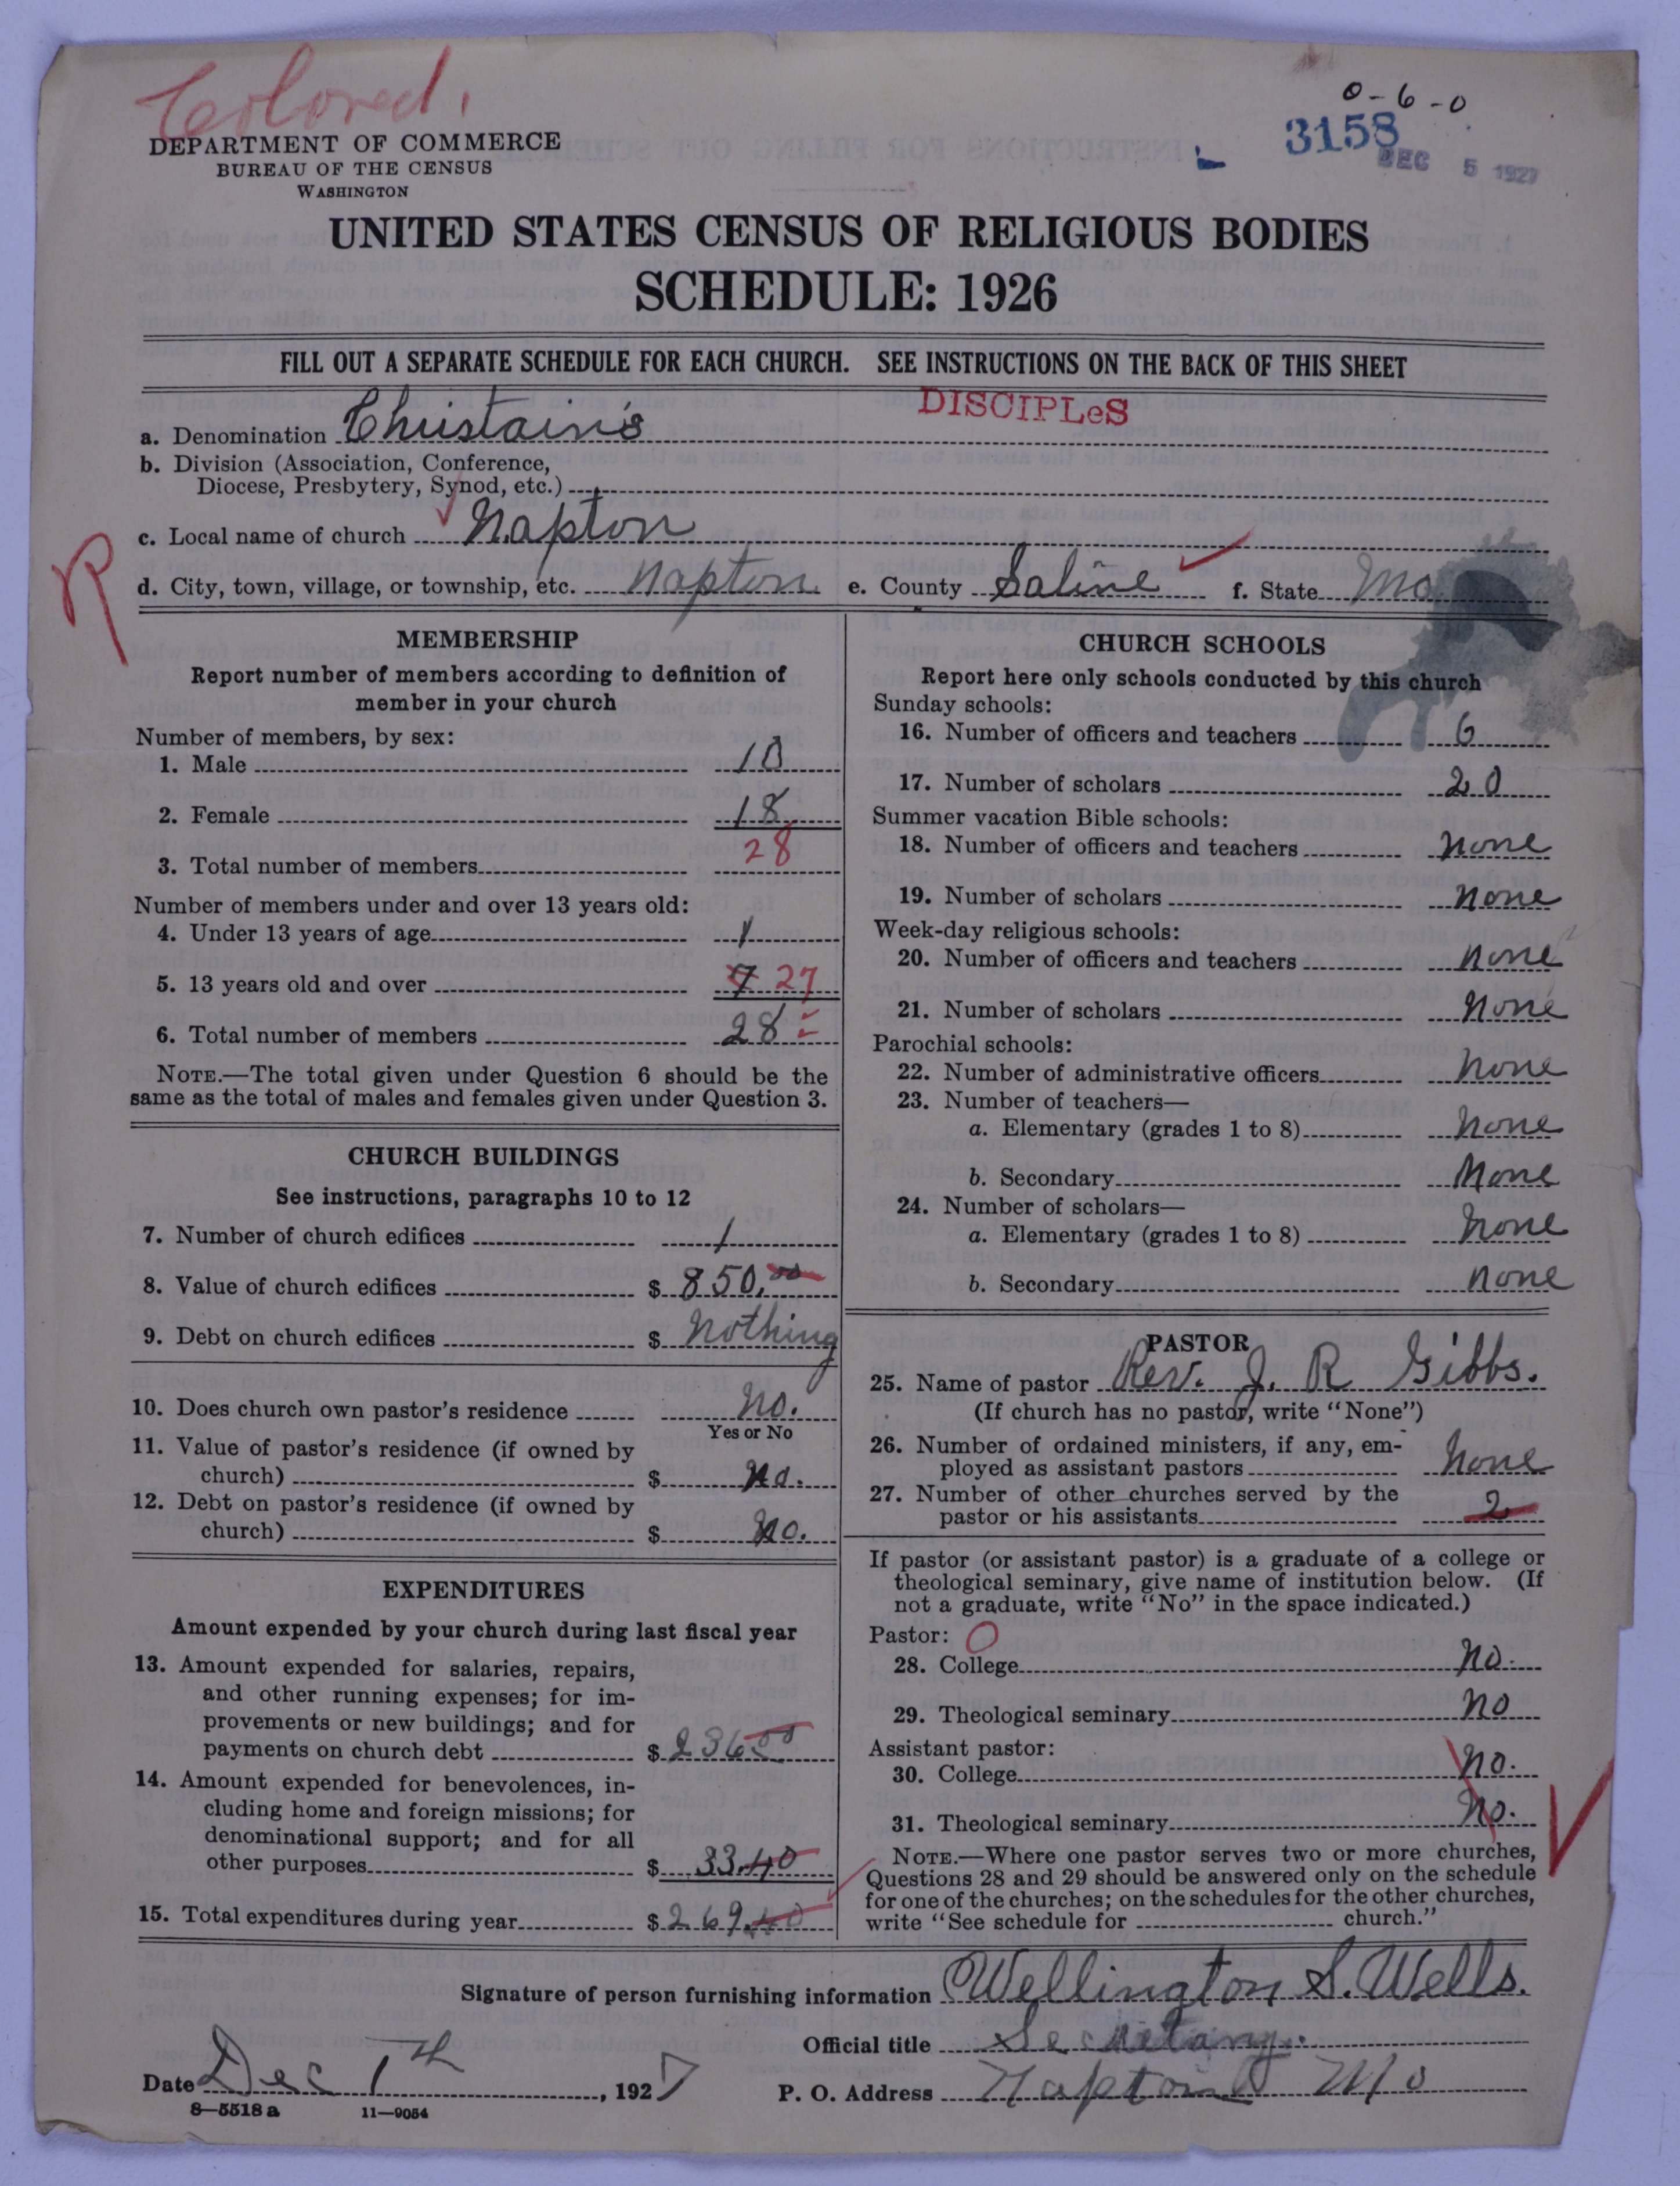 Colored.
0-6-0
3158
DEC 5 1927
DEPARTMENT OF COMMERCE
BUREAU OF THE CENSUS
WASHINGTON
UNITED STATES CENSUS OF RELIGIOUS BODIES
SCHEDULE: 1926
FILL OUT A SEPARATE SCHEDULE FOR EACH CHURCH. SEE INSTRUCTIONS ON THE BACK OF THIS SHEET
DISCIPLeS
a. Denomination Christain's
b. Division (Association, Conference,
Diocese, Presbytery, Synod, etc.)
c. Local name of church Napton
d. City, town, village, or township, etc. Napton e. County Saline f. State Mo
MEMBERSHIP
Report number of members according to definition of
member in your church
Number of members, by sex:
1. Male 10
2. Female 18
28
3. Total number of members
Number of members under and over 13 years old:
4. Under 13 years of age 1
5. 13 years old and over 7 27
6. Total number of members 28
NOTE.—The total given under Question 6 should be the
same as the total of males and females given under Question 3.
CHURCH BUILDINGS
See instructions, paragraphs 10 to 12
7. Number of church edifices 1
8. Value of church edifices $ 850.00
9. Debt on church edifices $ Nothing
10. Does church own pastor's residence No.
Yes or No
11. Value of pastor's residence (if owned by
church) $ No.
12. Debt on pastor's residence (if owned by
church) $ No.
EXPENDITURES
Amount expended by your church during last fiscal year
13. Amount expended for salaries, repairs,
and other running expenses; for im-
provements or new buildings; and for
payments on church debt $ 236.00
14. Amount expended for benevolences, in-
cluding home and foreign missions; for
denominational support; and for all
other purposes $ 33.40
15. Total expenditures during year $ 269.40
CHURCH SCHOOLS
Report here only schools conducted by this church
Sunday schools:
16. Number of officers and teachers 6
17. Number of scholars 20
Summer vacation Bible schools:
18. Number of officers and teachers None
19. Number of scholars None
Week-day religious schools:
20. Number of officers and teachers None
21. Number of scholars None
Parochial schools:
22. Number of administrative officers None
23. Number of teachers—
a. Elementary (grades 1 to 8) None
b. Secondary None
24. Number of scholars—
a. Elementary (grades 1 to 8) None
b. Secondary None
PASTOR
25. Name of pastor Rev. J. R Gibbs.
(If church has no pastor, write "None")
26. Number of ordained ministers, if any, em-
ployed as assistant pastors None
27. Number of other churches served by the
pastor or his assistants 2
If pastor (or assistant pastor) is a graduate of a college or
theological seminary, give name of institution below. (If
not a graduate, write "No" in the space indicated.)
Pastor: O
28. College No.
29. Theological seminary No
Assistant pastor:
30. College No.
31. Theological seminary No.
NOTE.—Where one pastor serves two or more churches,
Questions 28 and 29 should be answered only on the schedule
for one of the churches; on the schedules for the other churches,
write "See schedule for church."
Signature of person furnishing information Wellington S. Wells.
Official title Secretary.
Date Dec 1th, 1927 P. O. Address Napton Mo
8—5518 a 11—9054